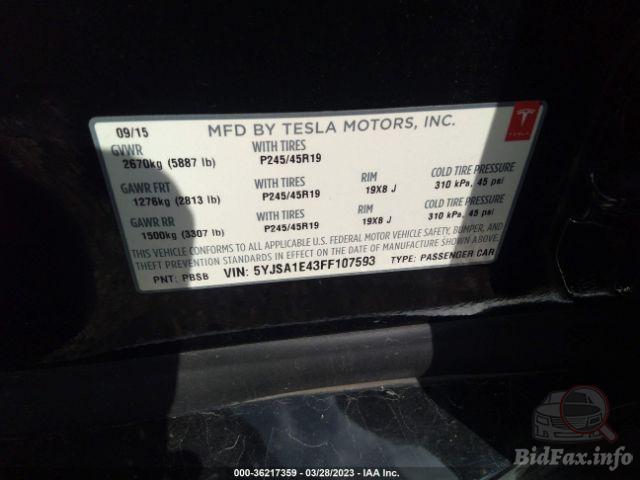 09/15 MFD BY TESLA MOTORS, INC.
GVWR WITH TIRES
2670kg (5887 lb) P245/45R19
GAWR FRT WITH TIRES RIM COLD TIRE PRESSURE
1276kg (2813 lb) P245/45R19 19X8 J 310 kPa, 45 psi
GAWR RR WITH TIRES RIM COLD TIRE PRESSURE
1500kg (3307 lb) P245/45R19 19X8 J 310 kPa, 45 psi
THIS VEHICLE CONFORMS TO ALL APPLICABLE U.S. FEDERAL MOTOR VEHICLE SAFETY, BUMPER, AND
THEFT PREVENTION STANDARDS IN EFFECT ON THE DATE OF MANUFACTURE SHOWN ABOVE.
PNT: PBSB VIN: 5YJSA1E43FF107593 TYPE: PASSENGER CAR
TESLA
BidFax.info
000-36217359 — 03/28/2023 — IAA Inc.